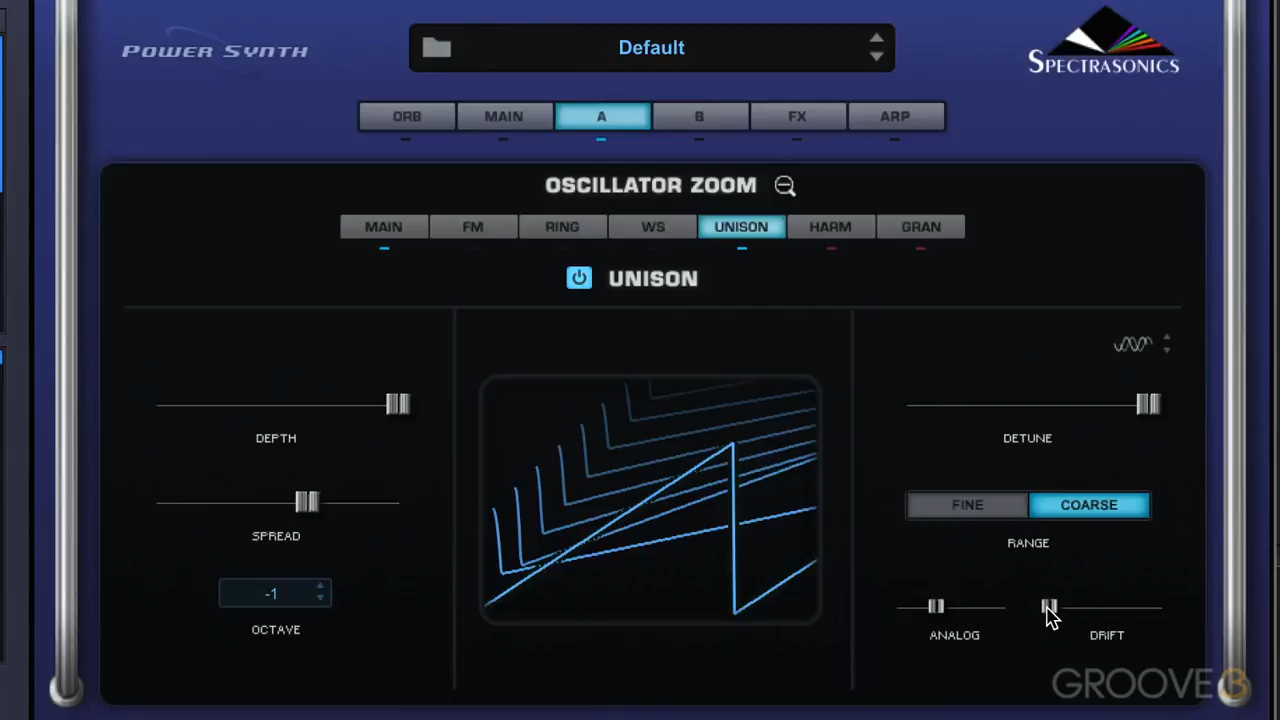 POWER SYNTH
Default
SPECTRASONICS
ORB MAIN A B FX ARP
OSCILLATOR ZOOM
MAIN FM RING WS UNISON HARM GRAN
UNISON
DEPTH
DETUNE
FINE COARSE
SPREAD
RANGE
-1
OCTAVE
ANALOG DRIFT
GROOVE3